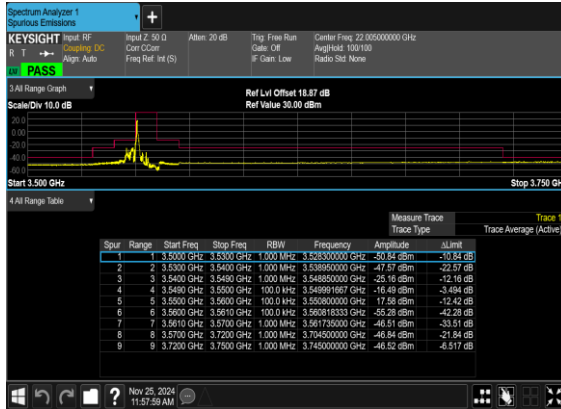 Spectrum Analyzer 1
Spurious Emissions
+
KEYSIGHT Input: RF Input Z: 50 Ω Atten: 20 dB Trig: Free Run Center Freq: 22.005000000 GHz
R T Coupling: DC Corr CCorr Gate: Off Avg|Hold: 100/100
Align: Auto Freq Ref: Int (S) IF Gain: Low Radio Std: None
PASS
3 All Range Graph Ref Lvl Offset 18.87 dB
Scale/Div 10.0 dB Ref Value 30.00 dBm
20.0
0.00
-20.0
-40.0
-60.0
Start 3.500 GHz Stop 3.750 GH
4 All Range Table
Measure Trace Trace 1
Trace Type Trace Average (Active)
Spur Range Start Freq Stop Freq RBW Frequency Amplitude ΔLimit
1 1 3.5000 GHz 3.5300 GHz 1.000 MHz 3.528300000 GHz -50.84 dBm -10.84 dB
2 2 3.5300 GHz 3.5400 GHz 1.000 MHz 3.538950000 GHz -47.57 dBm -22.57 dB
3 3 3.5400 GHz 3.5490 GHz 1.000 MHz 3.548850000 GHz -25.16 dBm -12.16 dB
4 4 3.5490 GHz 3.5500 GHz 100.0 kHz 3.549991667 GHz -16.49 dBm -3.494 dB
5 5 3.5500 GHz 3.5600 GHz 100.0 kHz 3.550800000 GHz 17.58 dBm -12.42 dB
6 6 3.5600 GHz 3.5610 GHz 100.0 kHz 3.560818333 GHz -55.28 dBm -42.28 dB
7 7 3.5610 GHz 3.5700 GHz 1.000 MHz 3.561735000 GHz -46.51 dBm -33.51 dB
8 8 3.5700 GHz 3.7200 GHz 1.000 MHz 3.704500000 GHz -46.84 dBm -21.84 dB
9 9 3.7200 GHz 3.7500 GHz 1.000 MHz 3.745000000 GHz -46.52 dBm -6.517 dB
? Nov 25, 2024
11:57:59 AM